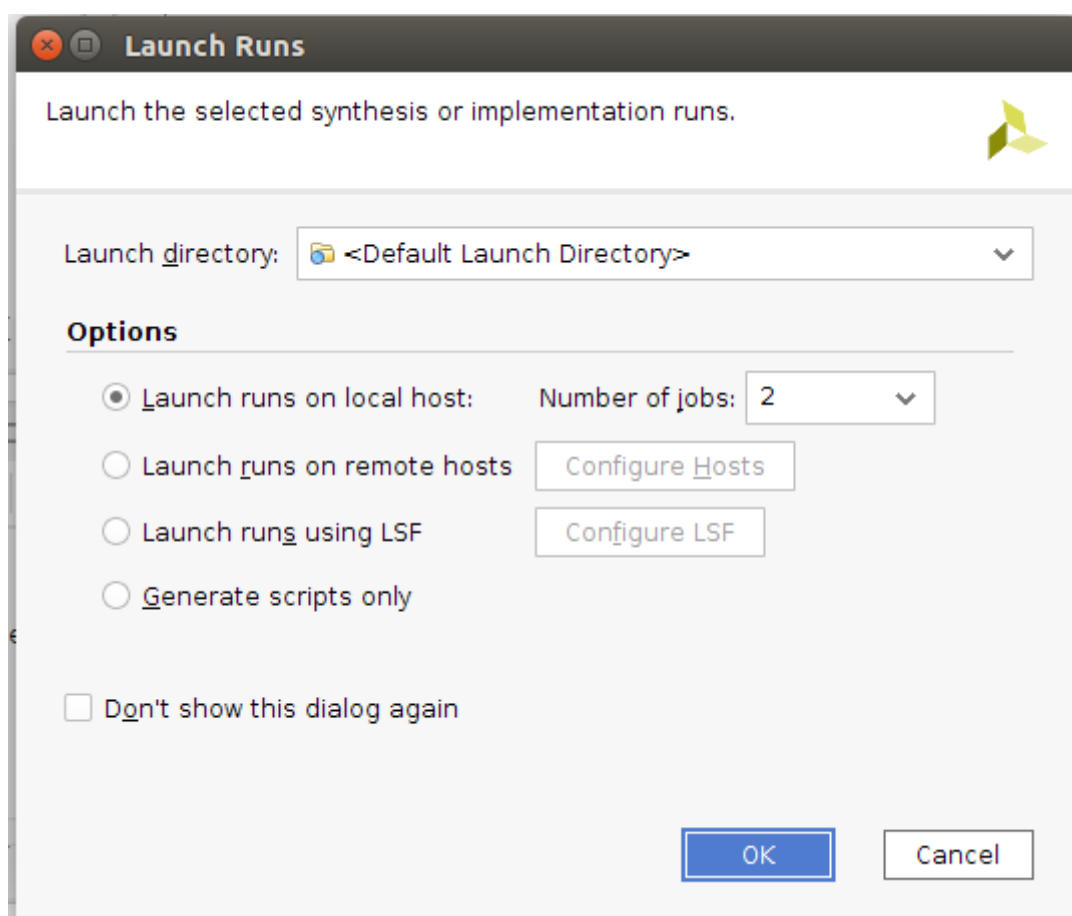 Launch Runs
Launch the selected synthesis or implementation runs.
Launch directory: <Default Launch Directory>
Options
Launch runs on local host: Number of jobs: 2
Launch runs on remote hosts Configure Hosts
Launch runs using LSF Configure LSF
Generate scripts only
Don't show this dialog again
OK Cancel